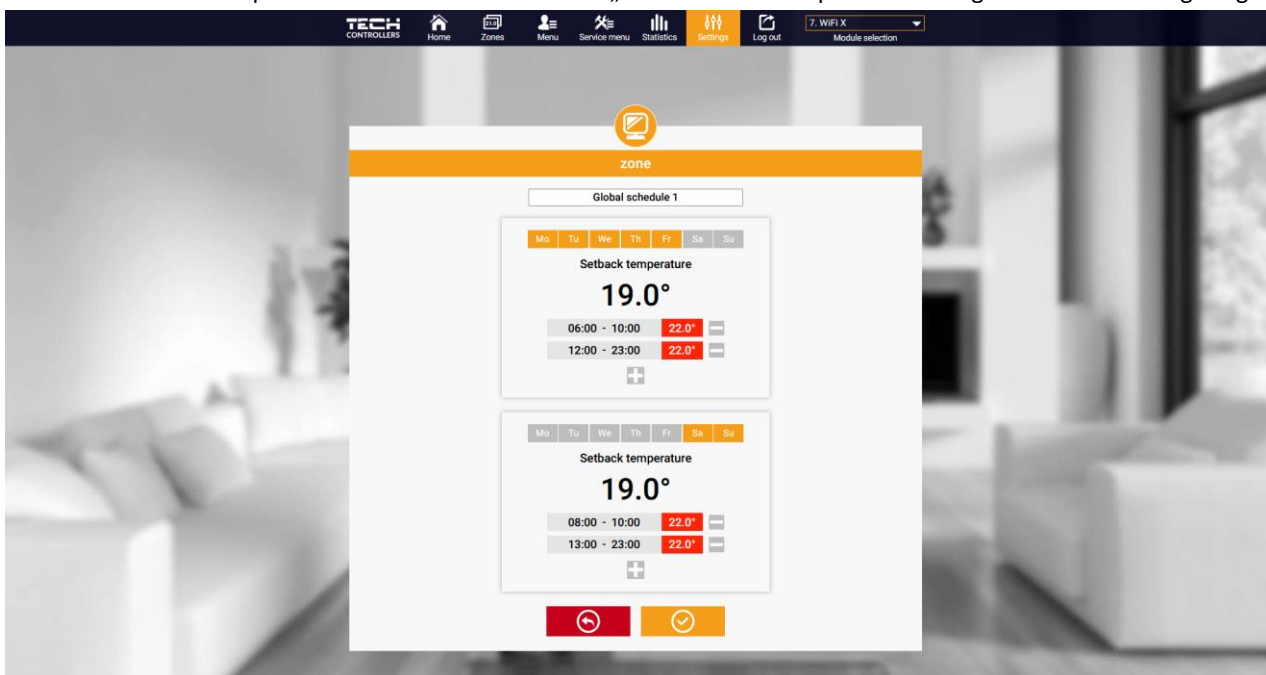 TECH
CONTROLLERS
Home
21.0
Zones
Menu
Service menu
Statistics
Settings
Log out
7. WIFI X
Module selection
zone
Global schedule 1
Mo Tu We Th Fr Sa Su
Setback temperature
19.0°
06:00 - 10:00 22.0°
12:00 - 23:00 22.0°
Mo Tu We Th Fr Sa Su
Setback temperature
19.0°
08:00 - 10:00 22.0°
13:00 - 23:00 22.0°